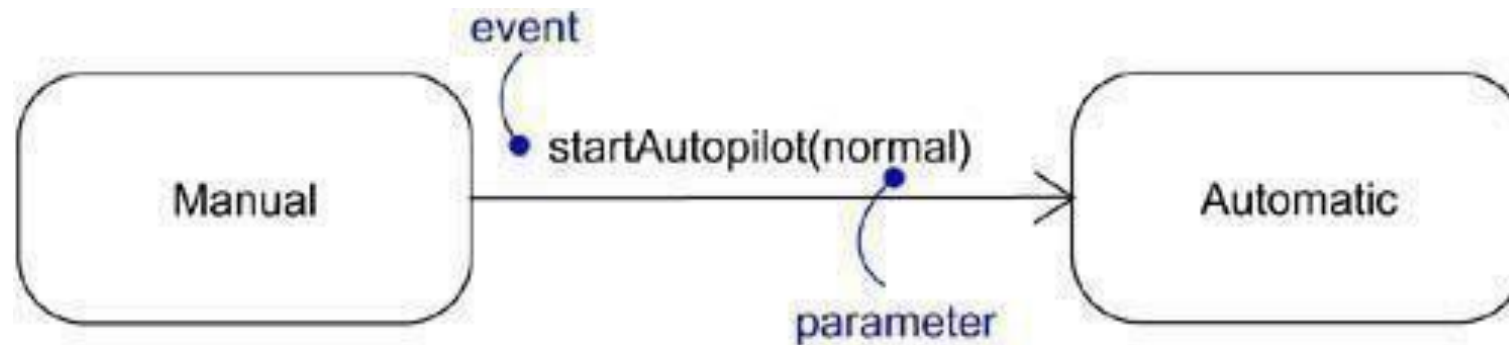 event
startAutopilot(normal)
Manual
Automatic
parameter